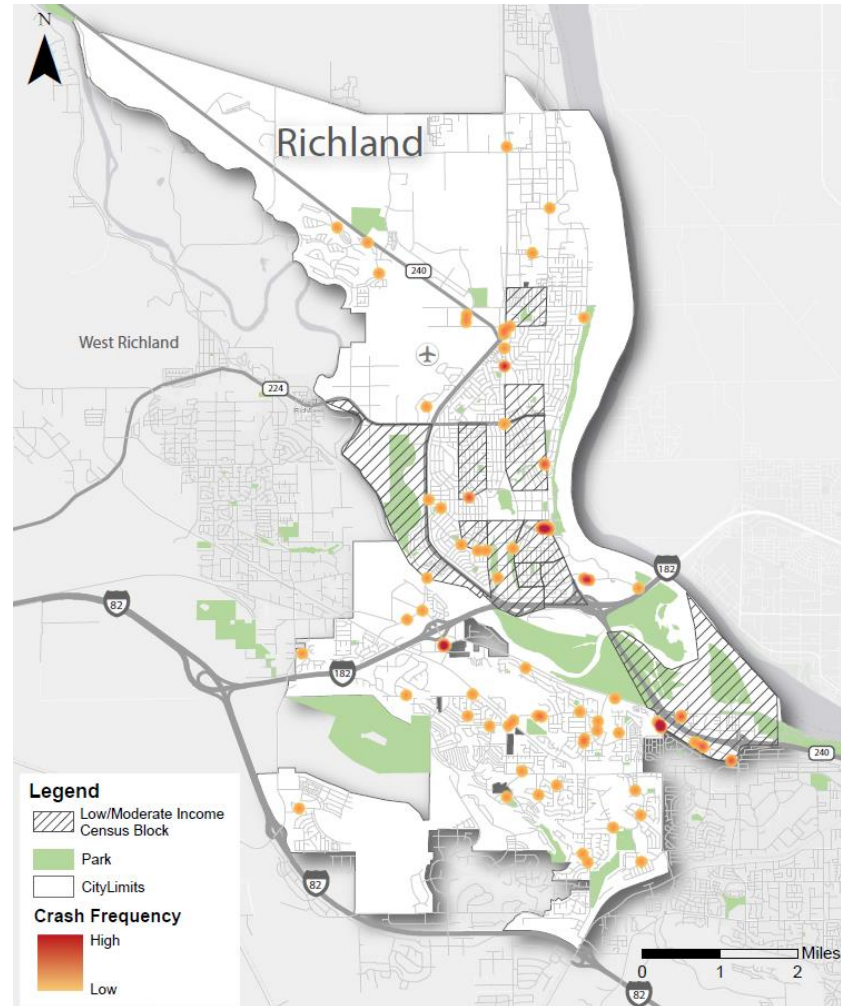 N
Richland
240
West Richland
224
182
82
182
240
82
82
Legend
Low/Moderate Income
Census Block
Park
CityLimits
Crash Frequency
High
Low
Miles
0 1 2